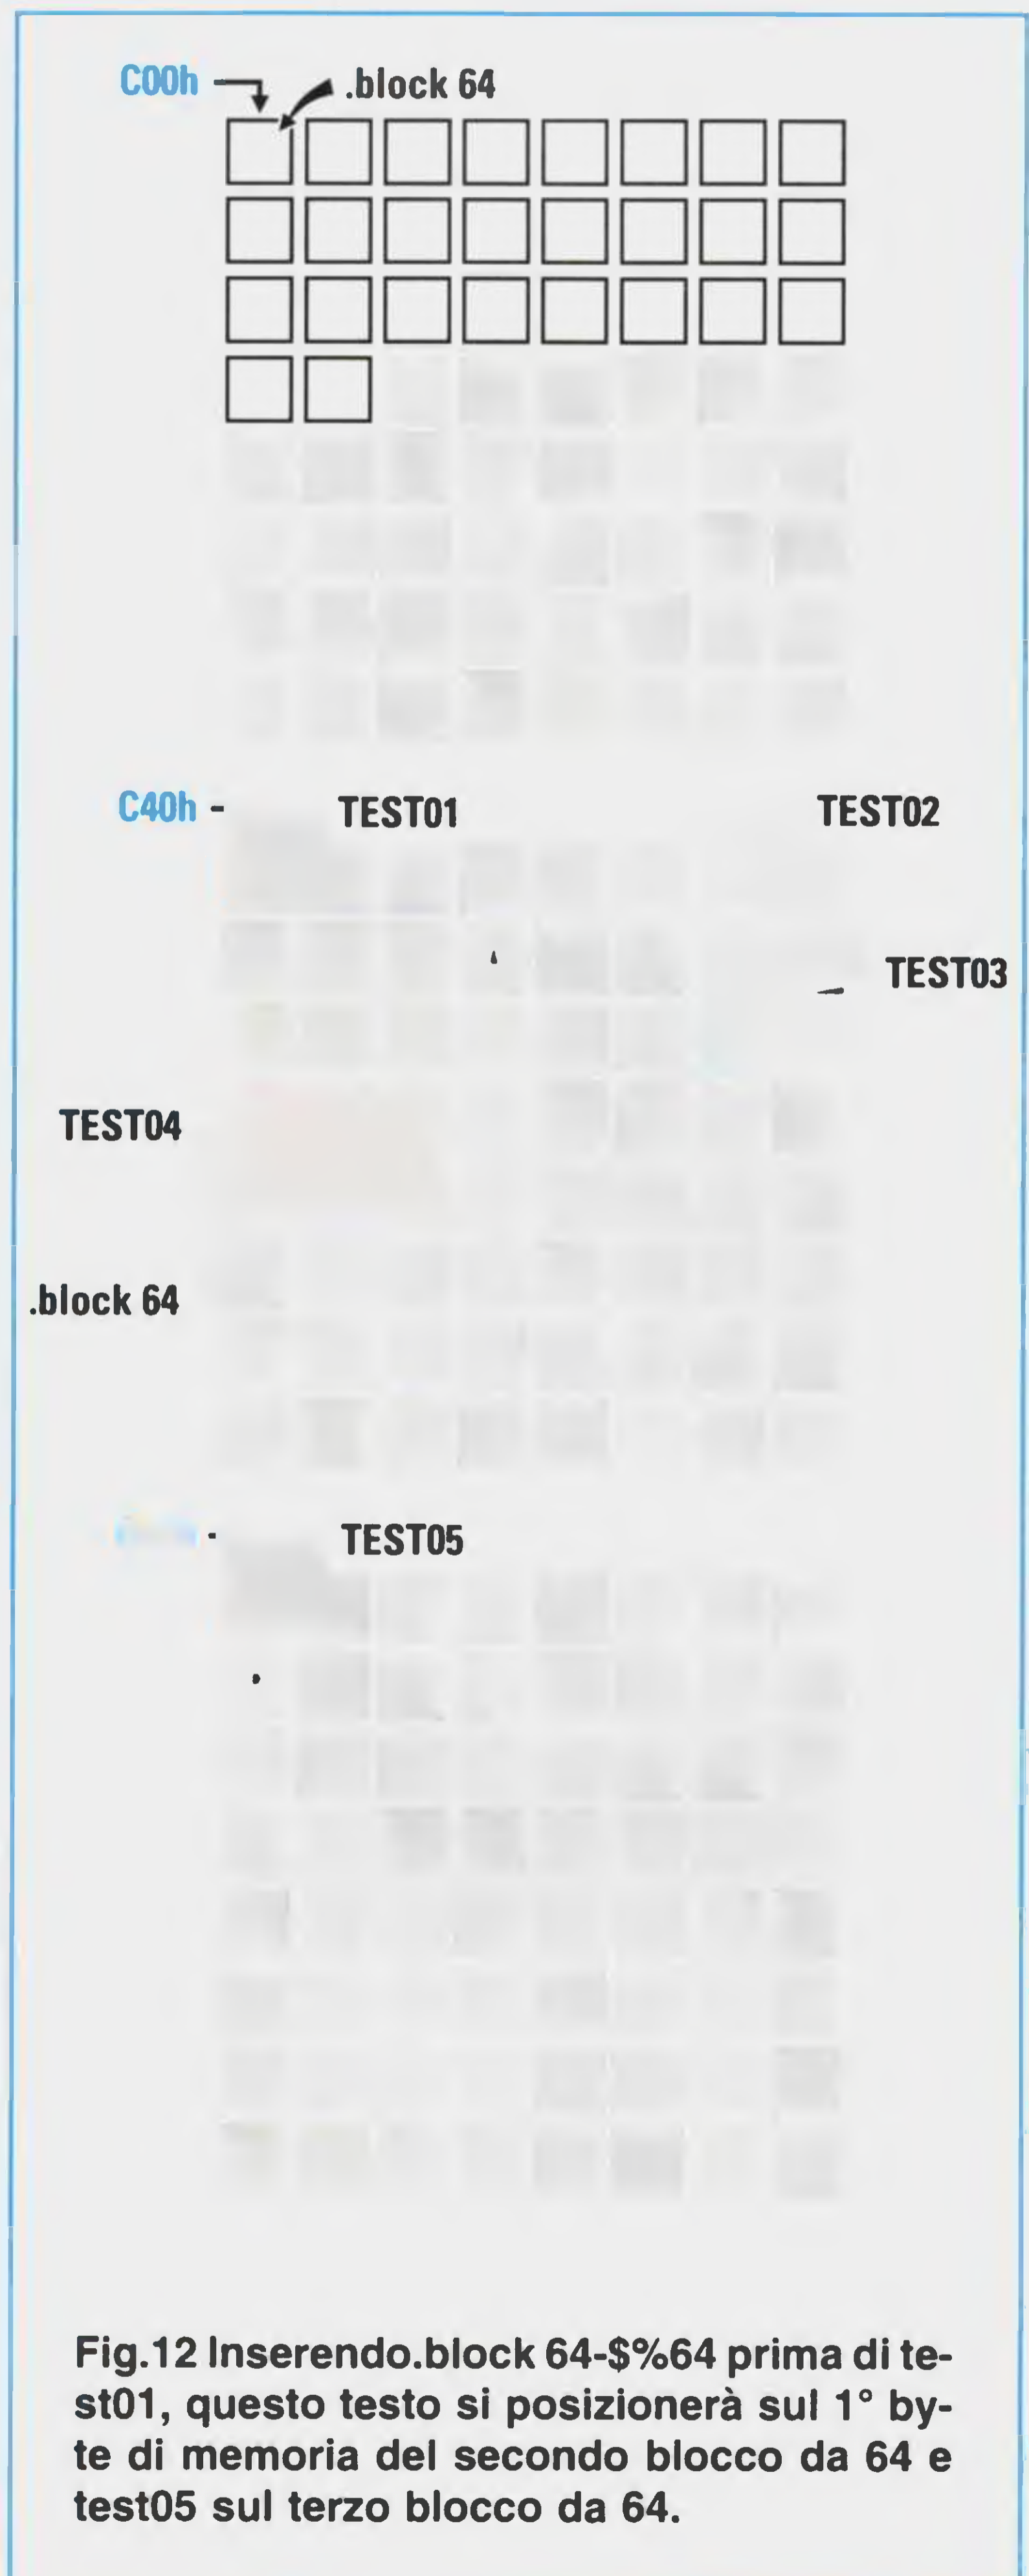 C00h .block 64
C40h - TEST01 TEST02
TEST03
TEST04
.block 64
- TEST05
Fig.12 Inserendo.block 64-$%64 prima di te-
st01, questo testo si posizionerà sul 1° by-
te di memoria del secondo blocco da 64 e
test05 sul terzo blocco da 64.